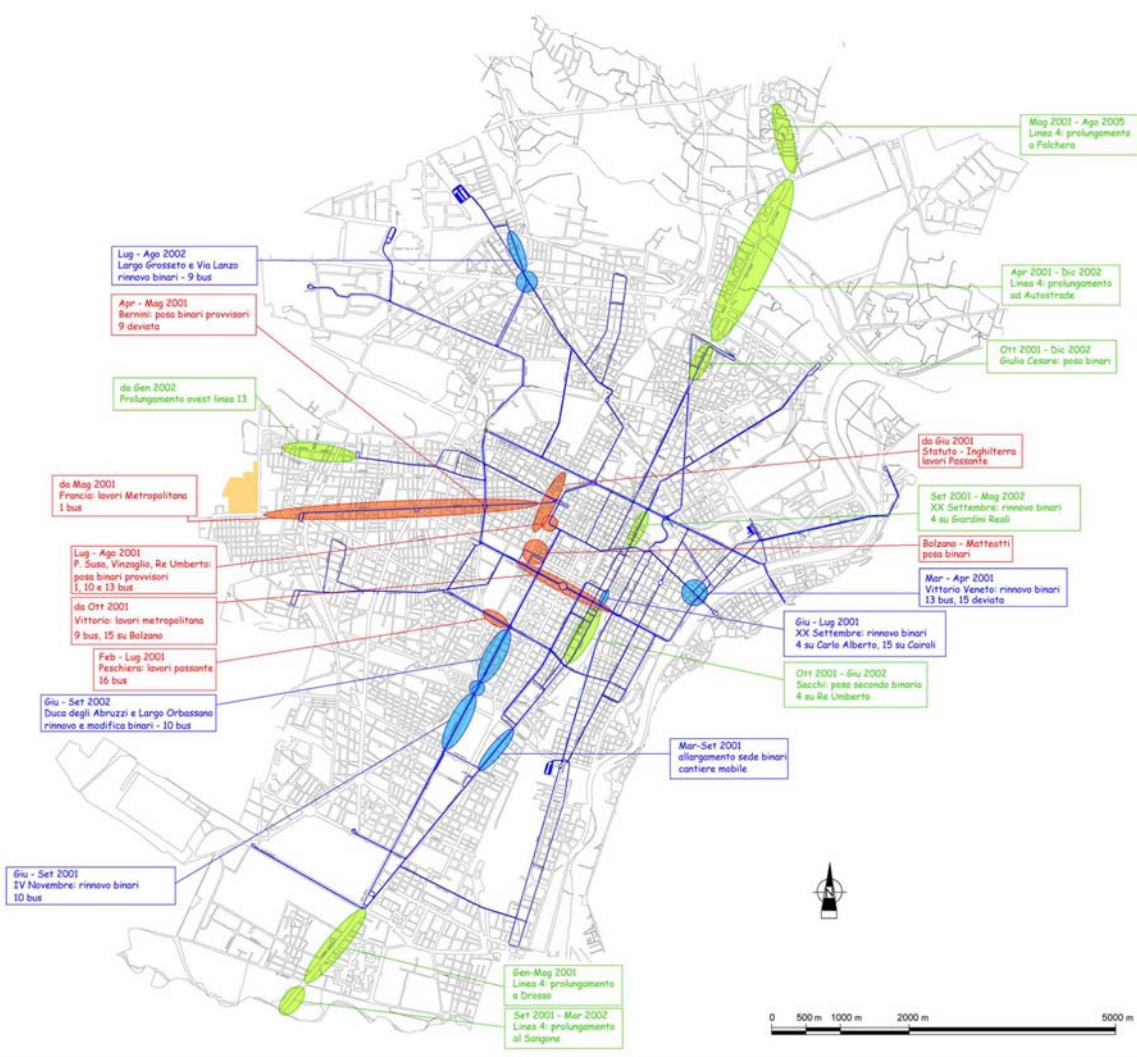 Mag 2001 - Ago 2005
Linea 4: prolungamento
a Falchera
Lug - Ago 2002
Largo Grosseto e Via Lanzo
rinnovo binari - 9 bus
Apr 2001 - Dic 2002
Linea 4: prolungamento
ad Autostrade
Apr - Mag 2001
Bernini: posa binari provvisori
9 deviata
Ott 2001 - Dic 2002
Giulio Cesare: posa binari
da Gen 2002
Prolungamento ovest linea 13
da Giu 2001
Statuto - Inghilterra
lavori Passante
da Mag 2001
Francia: lavori Metropolitana
1 bus
Set 2001 - Mag 2002
XX Settembre: rinnovo binari
4 su Giardini Reali
Lug - Ago 2001
P. Susa, Vinzaglio, Re Umberto:
posa binari provvisori
1, 10 e 13 bus
Bolzano - Matteotti
posa binari
Mar - Apr 2001
Vittorio Veneto: rinnovo binari
13 bus, 15 deviata
da Ott 2001
Vittorio: lavori metropolitana
9 bus, 15 su Bolzano
Giu - Lug 2001
XX Settembre: rinnovo binari
4 su Carlo Alberto, 15 su Cairoli
Feb - Lug 2001
Peschiera: lavori passante
16 bus
Ott 2001 - Giu 2002
Sacchi: posa secondo binario
4 su Re Umberto
Giu - Set 2002
Duca degli Abruzzi e Largo Orbassano
rinnovo e modifica binari - 10 bus
Mar-Set 2001
allargamento sede binari
cantiere mobile
Giu - Set 2001
IV Novembre: rinnovo binari
10 bus
N
Gen-Mag 2001
Linea 4: prolungamento
a Drosso
Set 2001 - Mar 2002
Linea 4: prolungamento
al Sangone
0 500 m 1000 m 2000 m 5000 m